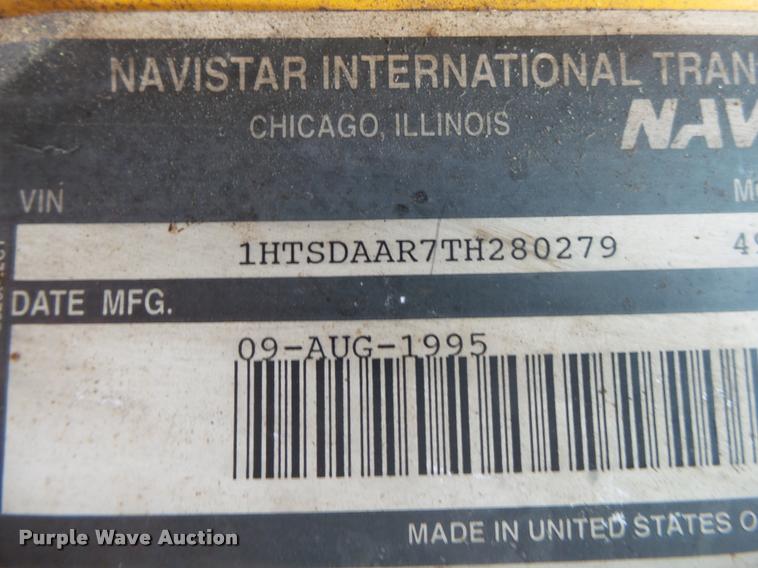 NAVISTAR INTERNATIONAL TRAN
CHICAGO, ILLINOIS
NAV
VIN
1HTSDAAR7TH280279
DATE MFG.
09-AUG-1995
MADE IN UNITED STATES O
Purple Wave Auction